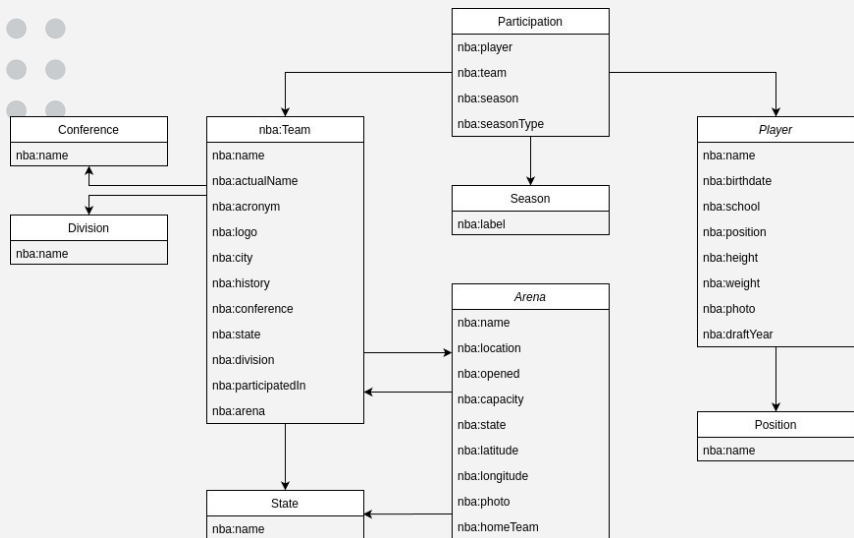 Participation
nba:player
nba:team
nba:season
nba:seasonType
Conference
nba:name
Division
nba:name
nba:Team
nba:name
nba:actualName
nba:acronym
nba:logo
nba:city
nba:history
nba:conference
nba:state
nba:division
nba:participatedIn
nba:arena
Season
nba:label
Player
nba:name
nba:birthdate
nba:school
nba:position
nba:height
nba:weight
nba:photo
nba:draftYear
Arena
nba:name
nba:location
nba:opened
nba:capacity
nba:state
nba:latitude
nba:longitude
nba:photo
nba:homeTeam
Position
nba:name
State
nba:name